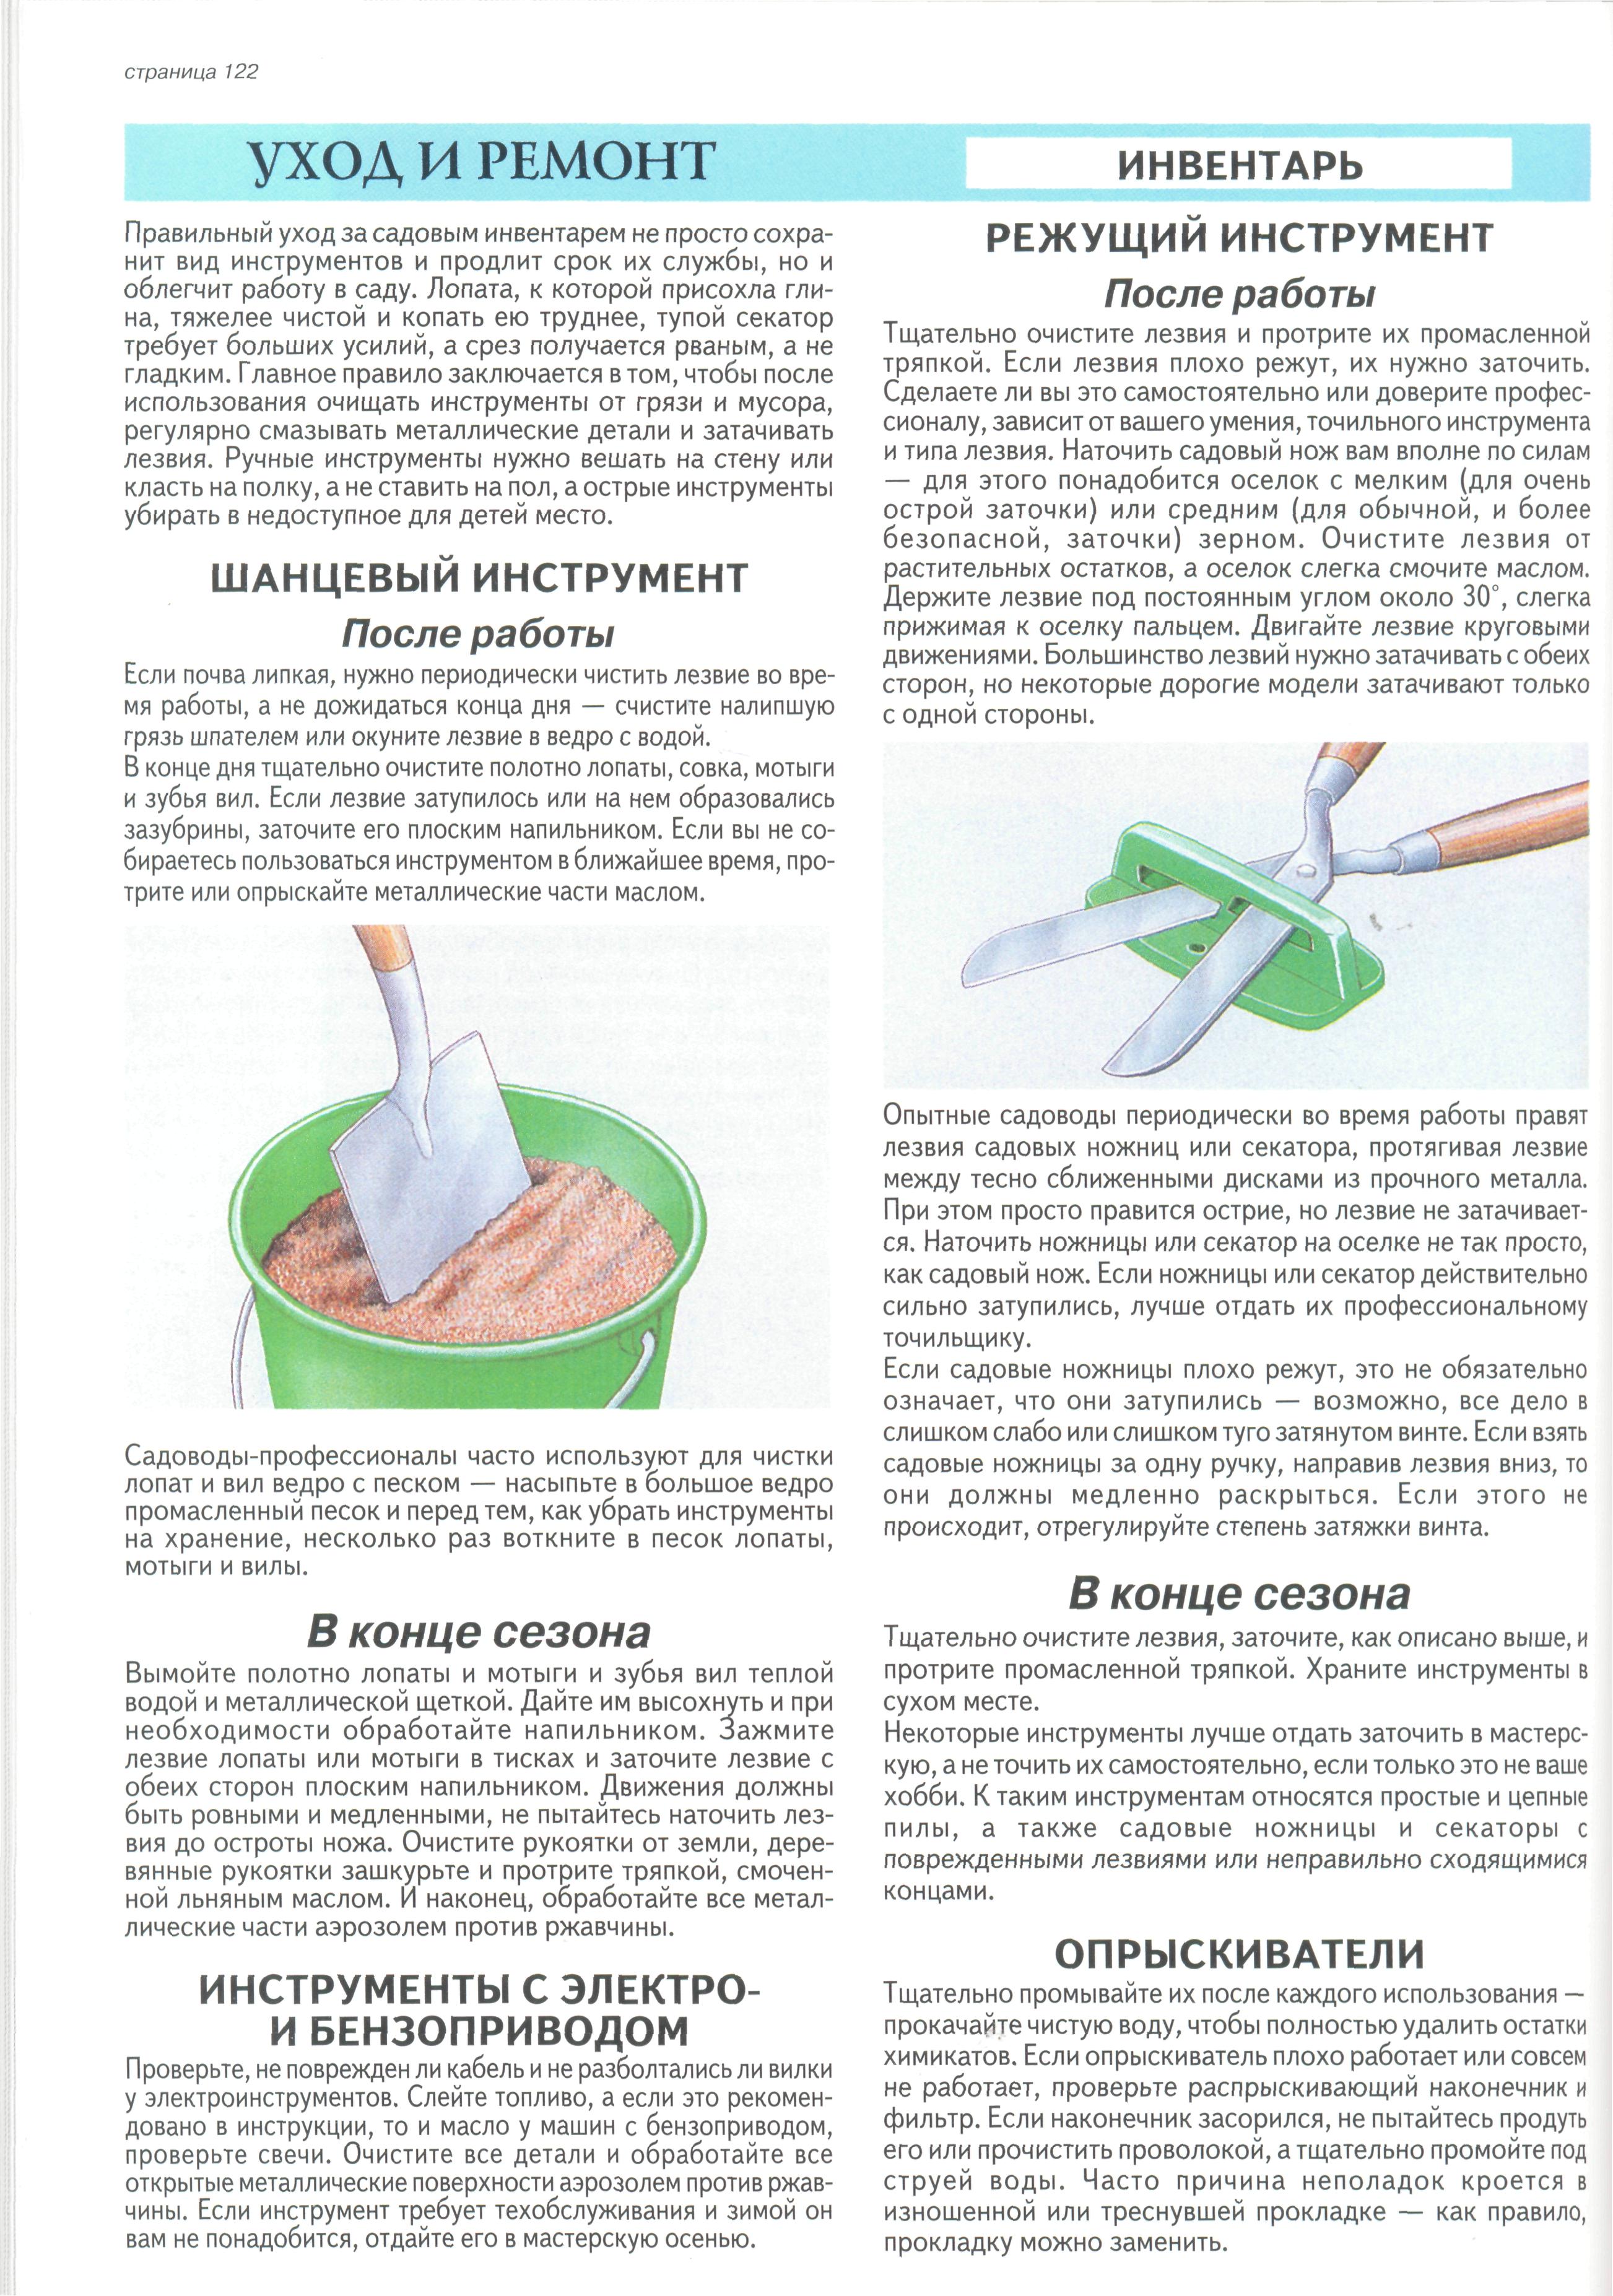 страница 122
УХОД И РЕМОНТ
ИНВЕНТАРЬ
Правильный уход за садовым инвентарем не просто сохра-
нит вид инструментов и продлит срок их службы, но и
облегчит работу в саду. Лопата, к которой присохла гли-
на, тяжелее чистой и копать ею труднее, тупой секатор
требует больших усилий, а срез получается рваным, а не
гладким. Главное правило заключается в том, чтобы после
использования очищать инструменты от грязи и мусора,
регулярно смазывать металлические детали и затачивать
лезвия. Ручные инструменты нужно вешать на стену или
класть на полку, а не ставить на пол, а острые инструменты
убирать в недоступное для детей место.
ШАНЦЕВЫЙ ИНСТРУМЕНТ
После работы
Если почва липкая, нужно периодически чистить лезвие во вре-
мя работы, а не дожидаться конца дня — счистите налипшую
грязь шпателем или окуните лезвие в ведро с водой.
В конце дня тщательно очистите полотно лопаты, совка, мотыги
и зубья вил. Если лезвие затупилось или на нем образовались
зазубрины, заточите его плоским напильником. Если вы не со-
бираетесь пользоваться инструментом в ближайшее время, про-
трите или опрыскайте металлические части маслом.
Садоводы-профессионалы часто используют для чистки
лопат и вил ведро с песком — насыпьте в большое ведро
промасленный песок и перед тем, как убрать инструменты
на хранение, несколько раз воткните в песок лопаты,
мотыги и вилы.
В конце сезона
Вымойте полотно лопаты и мотыги и зубья вил теплой
водой и металлической щеткой. Дайте им высохнуть и при
необходимости обработайте напильником. Зажмите
лезвие лопаты или мотыги в тисках и заточите лезвие с
обеих сторон плоским напильником. Движения должны
быть ровными и медленными, не пытайтесь наточить лез-
вия до остроты ножа. Очистите рукоятки от земли, дере-
вянные рукоятки зашкурьте и протрите тряпкой, смочен-
ной льняным маслом. И наконец, обработайте все метал-
лические части аэрозолем против ржавчины.
ИНСТРУМЕНТЫ С ЭЛЕКТРО-
И БЕНЗОПРИВОДОМ
Проверьте, не поврежден ли кабель и не разболтались ли вилки
у электроинструментов. Слейте топливо, а если это рекомен-
довано в инструкции, то и масло у машин с бензоприводом,
проверьте свечи. Очистите все детали и обработайте все
открытые металлические поверхности аэрозолем против ржав-
чины. Если инструмент требует техобслуживания и зимой он
вам не понадобится, отдайте его в мастерскую осенью.
РЕЖУЩИЙ ИНСТРУМЕНТ
После работы
Тщательно очистите лезвия и протрите их промасленной
тряпкой. Если лезвия плохо режут, их нужно заточить.
Сделаете ли вы это самостоятельно или доверите профес-
сионалу, зависит от вашего умения, точильного инструмента
и типа лезвия. Наточить садовый нож вам вполне по силам
— для этого понадобится оселок с мелким (для очень
острой заточки) или средним (для обычной, и более
безопасной, заточки) зерном. Очистите лезвия от
растительных остатков, а оселок слегка смочите маслом.
Держите лезвие под постоянным углом около 30°, слегка
прижимая к оселку пальцем. Двигайте лезвие круговыми
движениями. Большинство лезвий нужно затачивать с обеих
сторон, но некоторые дорогие модели затачивают только
с одной стороны.
Опытные садоводы периодически во время работы правят
лезвия садовых ножниц или секатора, протягивая лезвие
между тесно сближенными дисками из прочного металла.
При этом просто правится острие, но лезвие не затачивает-
ся. Наточить ножницы или секатор на оселке не так просто,
как садовый нож. Если ножницы или секатор действительно
сильно затупились, лучше отдать их профессиональному
точильщику.
Если садовые ножницы плохо режут, это не обязательно
означает, что они затупились — возможно, все дело в
слишком слабо или слишком туго затянутом винте. Если взять
садовые ножницы за одну ручку, направив лезвия вниз, то
они должны медленно раскрыться. Если этого не
происходит, отрегулируйте степень затяжки винта.
В конце сезона
Тщательно очистите лезвия, заточите, как описано выше, и
протрите промасленной тряпкой. Храните инструменты в
сухом месте.
Некоторые инструменты лучше отдать заточить в мастерс-
кую, а не точить их самостоятельно, если только это не ваше
хобби. К таким инструментам относятся простые и цепные
пилы, а также садовые ножницы и секаторы с
поврежденными лезвиями или неправильно сходящимися
концами.
ОПРЫСКИВАТЕЛИ
Тщательно промывайте их после каждого использования —
прокачайте чистую воду, чтобы полностью удалить остатки
химикатов. Если опрыскиватель плохо работает или совсем
не работает, проверьте распрыскивающий наконечник и
фильтр. Если наконечник засорился, не пытайтесь продуть
его или прочистить проволокой, а тщательно промойте под
струей воды. Часто причина неполадок кроется в
изношенной или треснувшей прокладке — как правило,
прокладку можно заменить.